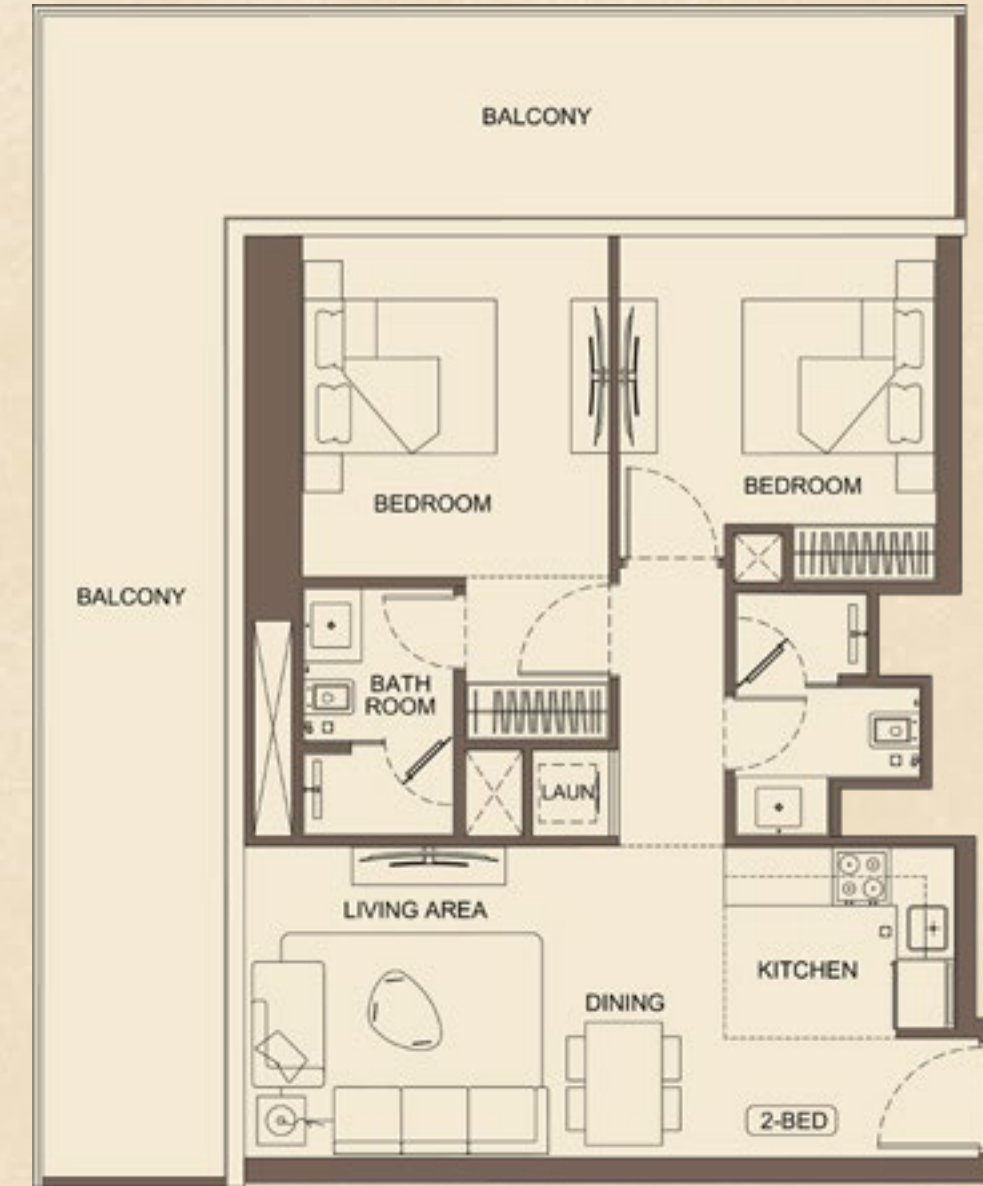 BALCONY
BEDROOM
BEDROOM
BALCONY
BATH
ROOM
LAUN
LIVING AREA
KITCHEN
DINING
2-BED